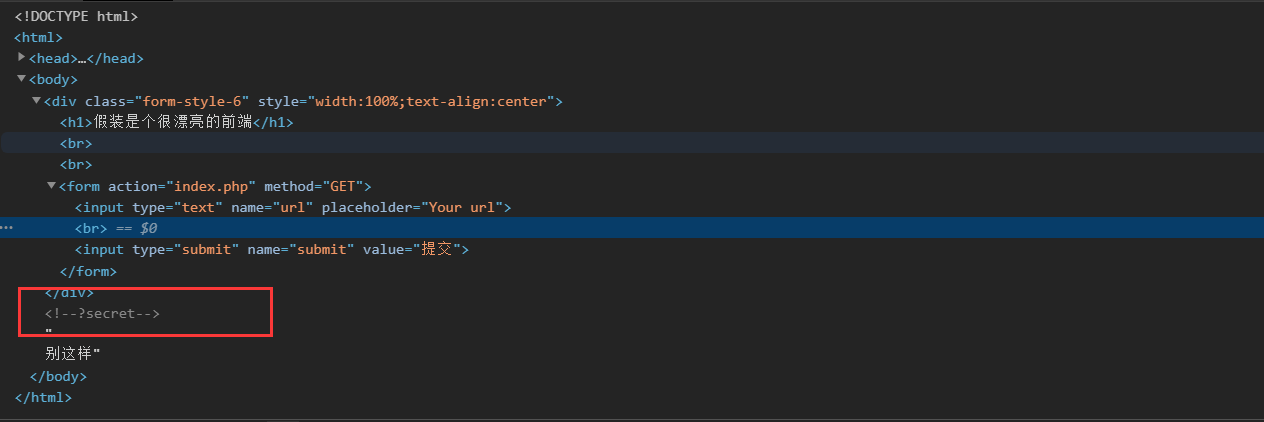 <!DOCTYPE html>
<html>
<head>…</head>
<body>
<div class="form-style-6" style="width:100%;text-align:center">
<h1>假装是个很漂亮的前端</h1>
<br>
<br>
<form action="index.php" method="GET">
<input type="text" name="url" placeholder="Your url">
<br> == $0
<input type="submit" name="submit" value="提交">
</form>
</div>
<!--?secret-->
"
别这样"
</body>
</html>